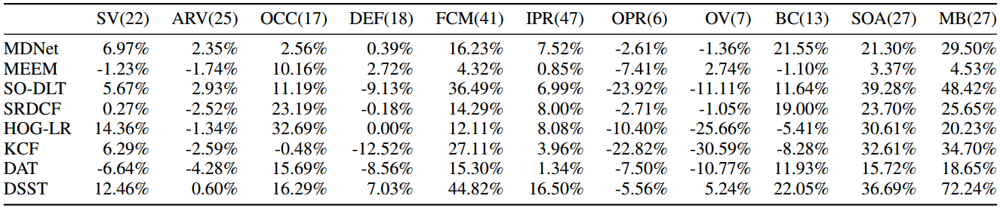 SV(22) ARV(25) OCC(17) DEF(18) FCM(41) IPR(47) OPR(6) OV(7) BC(13) SOA(27) MB(27)
MDNet 6.97% 2.35% 2.56% 0.39% 16.23% 7.52% -2.61% -1.36% 21.55% 21.30% 29.50%
MEEM -1.23% -1.74% 10.16% 2.72% 4.32% 0.85% -7.41% 2.74% -1.10% 3.37% 4.53%
SO-DLT 5.67% 2.93% 11.19% -9.13% 36.49% 6.99% -23.92% -11.11% 11.64% 39.28% 48.42%
SRDCF 0.27% -2.52% 23.19% -0.18% 14.29% 8.00% -2.71% -1.05% 19.00% 23.70% 25.65%
HOG-LR 14.36% -1.34% 32.69% 0.00% 12.11% 8.08% -10.40% -25.66% -5.41% 30.61% 20.23%
KCF 6.29% -2.59% -0.48% -12.52% 27.11% 3.96% -22.82% -30.59% -8.28% 32.61% 34.70%
DAT -6.64% -4.28% 15.69% -8.56% 15.30% 1.34% -7.50% -10.77% 11.93% 15.72% 18.65%
DSST 12.46% 0.60% 16.29% 7.03% 44.82% 16.50% -5.56% 5.24% 22.05% 36.69% 72.24%